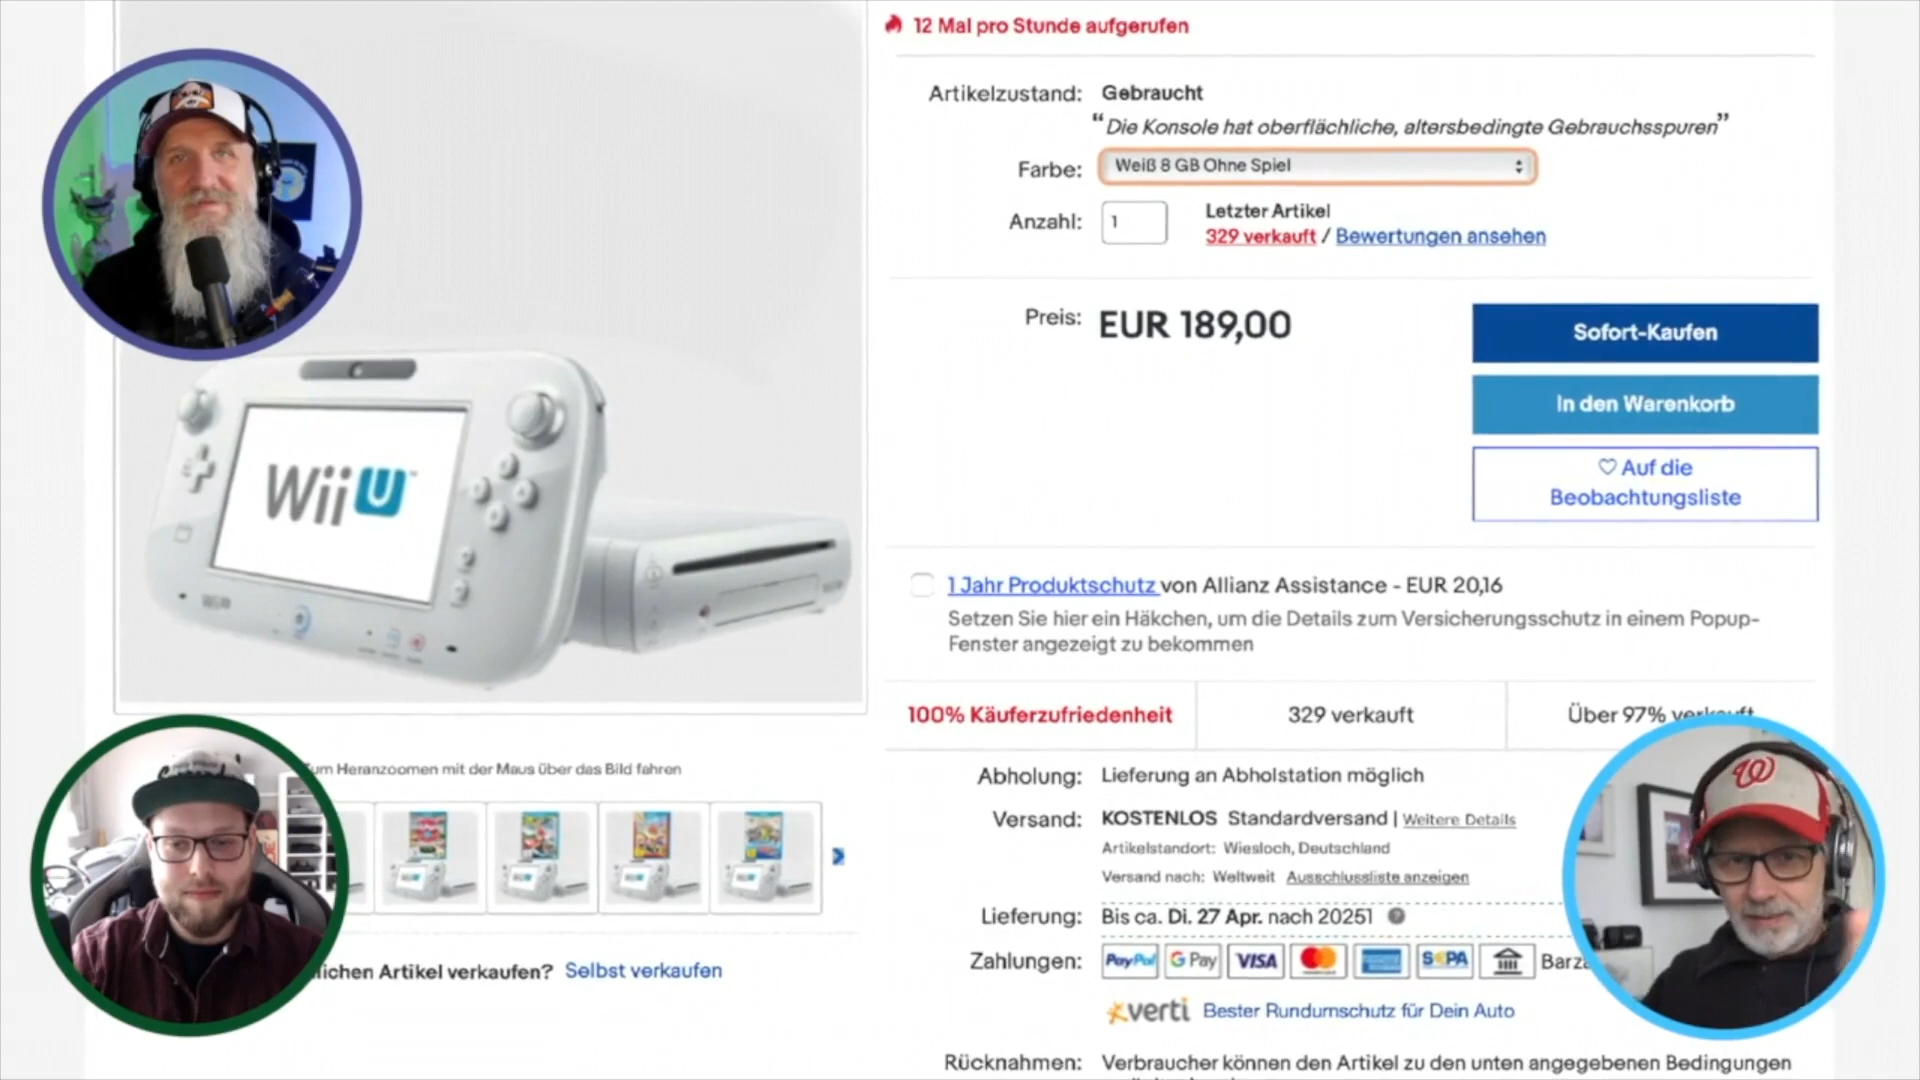 12 Mal pro Stunde aufgerufen
Artikelzustand: Gebraucht
“Die Konsole hat oberflächliche, altersbedingte Gebrauchsspuren”
Farbe: Weiß 8 GB Ohne Spiel
Anzahl: 1
Letzter Artikel
329 verkauft / Bewertungen ansehen
Preis: EUR 189,00
Sofort-Kaufen
In den Warenkorb
Auf die
Beobachtungsliste
Wii U
1 Jahr Produktschutz von Allianz Assistance - EUR 20,16
Setzen Sie hier ein Häkchen, um die Details zum Versicherungsschutz in einem Popup-
Fenster angezeigt zu bekommen
100% Käuferzufriedenheit
329 verkauft
Über 97% verkauft
Zum Heranzoomen mit der Maus über das Bild fahren
Abholung: Lieferung an Abholstation möglich
Versand: KOSTENLOS Standardversand | Weitere Details
Artikelstandort: Wiesloch, Deutschland
Versand nach: Weltweit Ausschlussliste anzeigen
Lieferung: Bis ca. Di. 27 Apr. nach 20251
Zahlungen: PayPal G Pay VISA SEPA
lichen Artikel verkaufen? Selbst verkaufen
verti Bester Rundumschutz für Dein Auto
Rücknahmen: Verbraucher können den Artikel zu den unten angegebenen Bedingungen